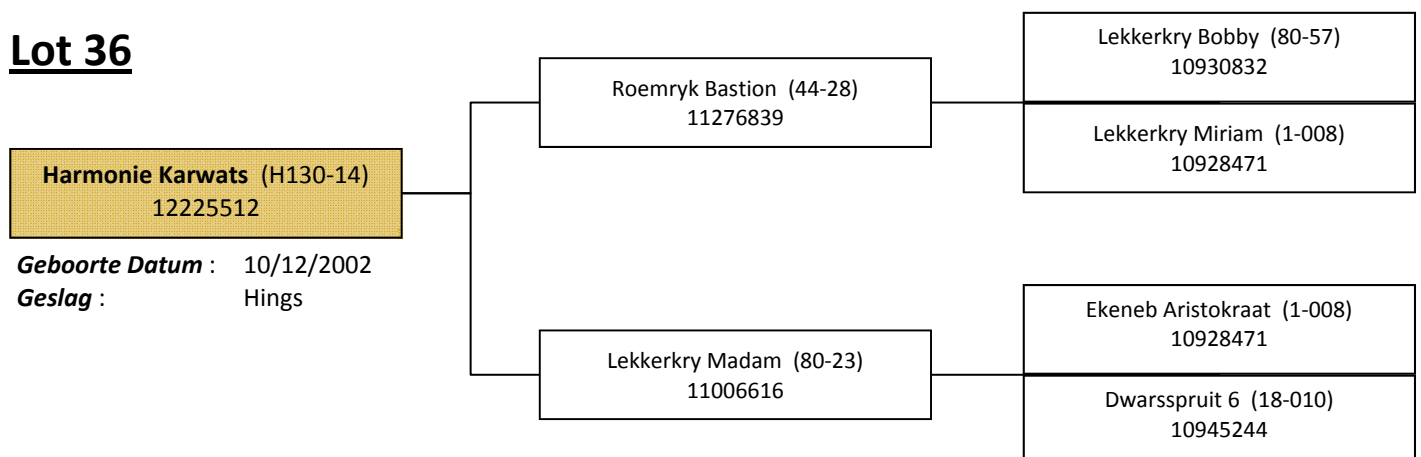 Lot 36
Harmonie Karwats (H130-14)
12225512
Geboorte Datum : 10/12/2002
Geslag : Hings
Roemryk Bastion (44-28)
11276839
Lekkerkry Madam (80-23)
11006616
Lekkerkry Bobby (80-57)
10930832
Lekkerkry Miriam (1-008)
10928471
Ekeneb Aristokraat (1-008)
10928471
Dwarsspruit 6 (18-010)
10945244